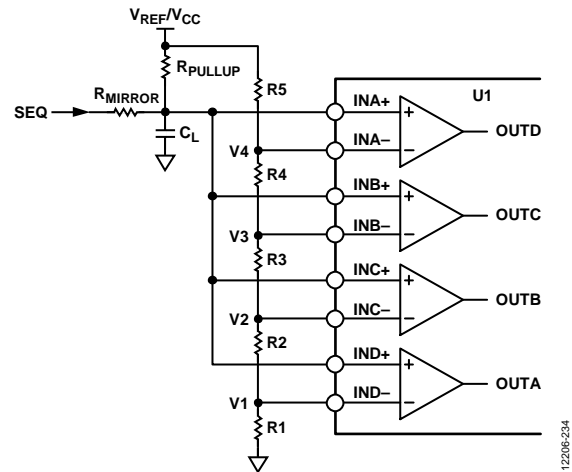 VREF/VCC
RPULLUP
R5
U1
RMIRROR
INA+
SEQ
OUTD
CL
INA−
V4
R4
INB+
OUTC
V3
INB−
R3
INC+
OUTB
V2
INC−
R2
IND+
OUTA
V1
IND−
R1
12206-234